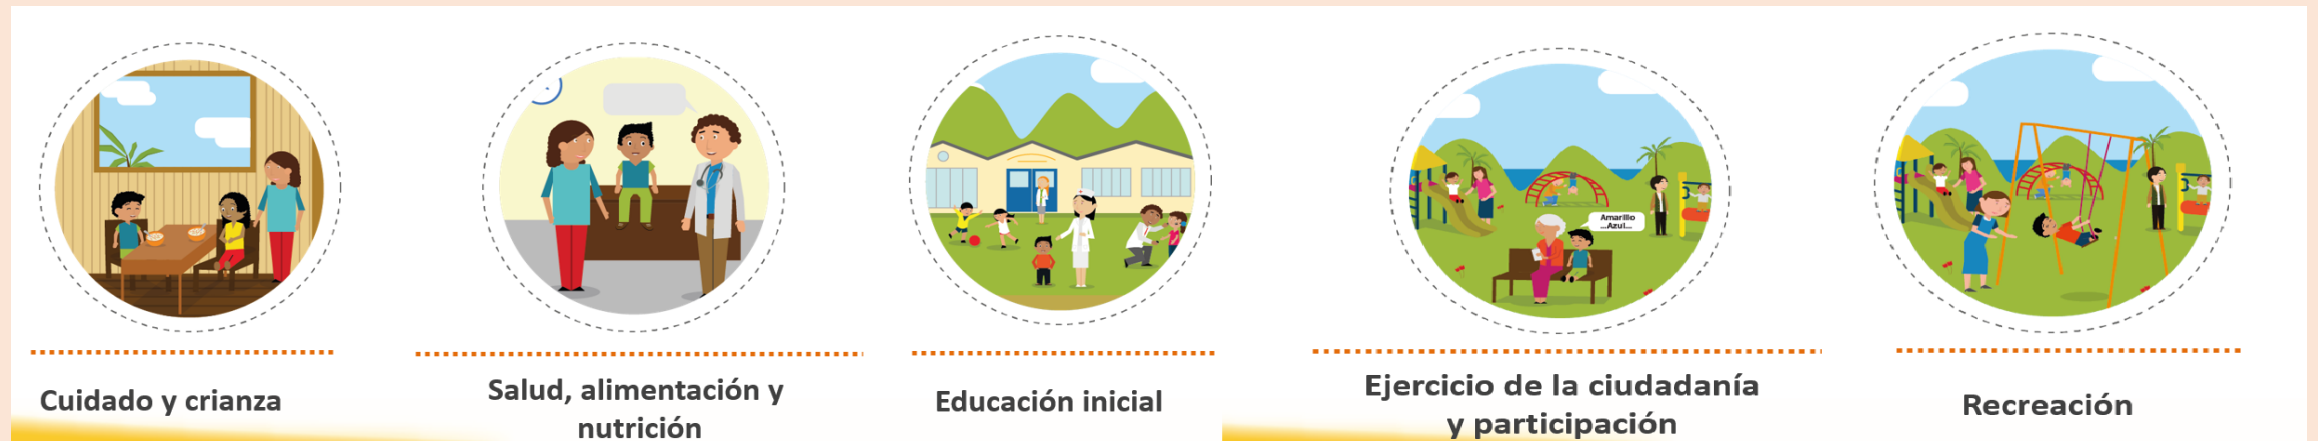 Amarillo
...Azul...
Cuidado y crianza
Salud, alimentación y
nutrición
Educación inicial
Ejercicio de la ciudadanía
y participación
Recreación